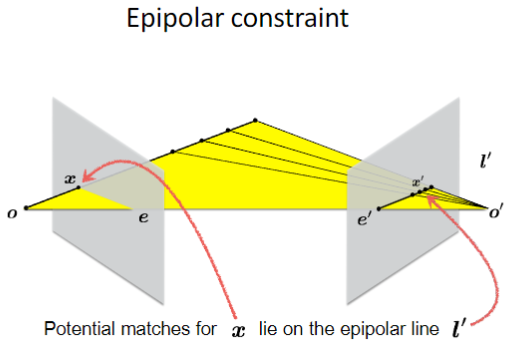 Epipolar constraint
l′
x
x′
o
e
e′
o′
Potential matches for x lie on the epipolar line l′